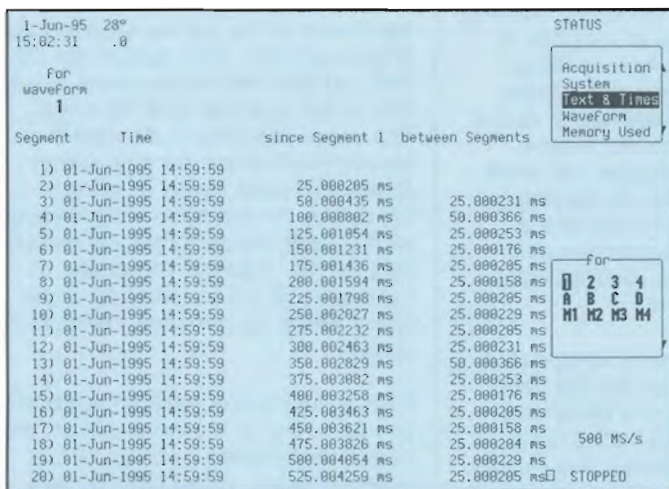 1-Jun-95 28°
15:02:31 .8
STATUS
For
waveform
1
Acquisition
System
Text & Times
Waveform
Memory Used
Segment Time since Segment 1 between Segments
1) 01-Jun-1995 14:59:59
2) 01-Jun-1995 14:59:59 25.000205 ms
3) 01-Jun-1995 14:59:59 50.000435 ms 25.000231 ms
4) 01-Jun-1995 14:59:59 100.000802 ms 50.000366 ms
5) 01-Jun-1995 14:59:59 125.001054 ms 25.000253 ms
6) 01-Jun-1995 14:59:59 150.001231 ms 25.000176 ms
7) 01-Jun-1995 14:59:59 175.001436 ms 25.000205 ms
8) 01-Jun-1995 14:59:59 200.001594 ms 25.000158 ms
9) 01-Jun-1995 14:59:59 225.001798 ms 25.000205 ms
10) 01-Jun-1995 14:59:59 250.002027 ms 25.000229 ms
11) 01-Jun-1995 14:59:59 275.002232 ms 25.000205 ms
12) 01-Jun-1995 14:59:59 300.002463 ms 25.000231 ms
13) 01-Jun-1995 14:59:59 350.002829 ms 50.000366 ms
14) 01-Jun-1995 14:59:59 375.003082 ms 25.000253 ms
15) 01-Jun-1995 14:59:59 400.003258 ms 25.000176 ms
16) 01-Jun-1995 14:59:59 425.003463 ms 25.000205 ms
17) 01-Jun-1995 14:59:59 450.003621 ms 25.000158 ms
18) 01-Jun-1995 14:59:59 475.003826 ms 25.000204 ms
19) 01-Jun-1995 14:59:59 500.004054 ms 25.000229 ms
20) 01-Jun-1995 14:59:59 525.004259 ms 25.000205 ms
For
1 2 3 4
A B C D
M1 M2 M3 M4
500 MS/s
STOPPED